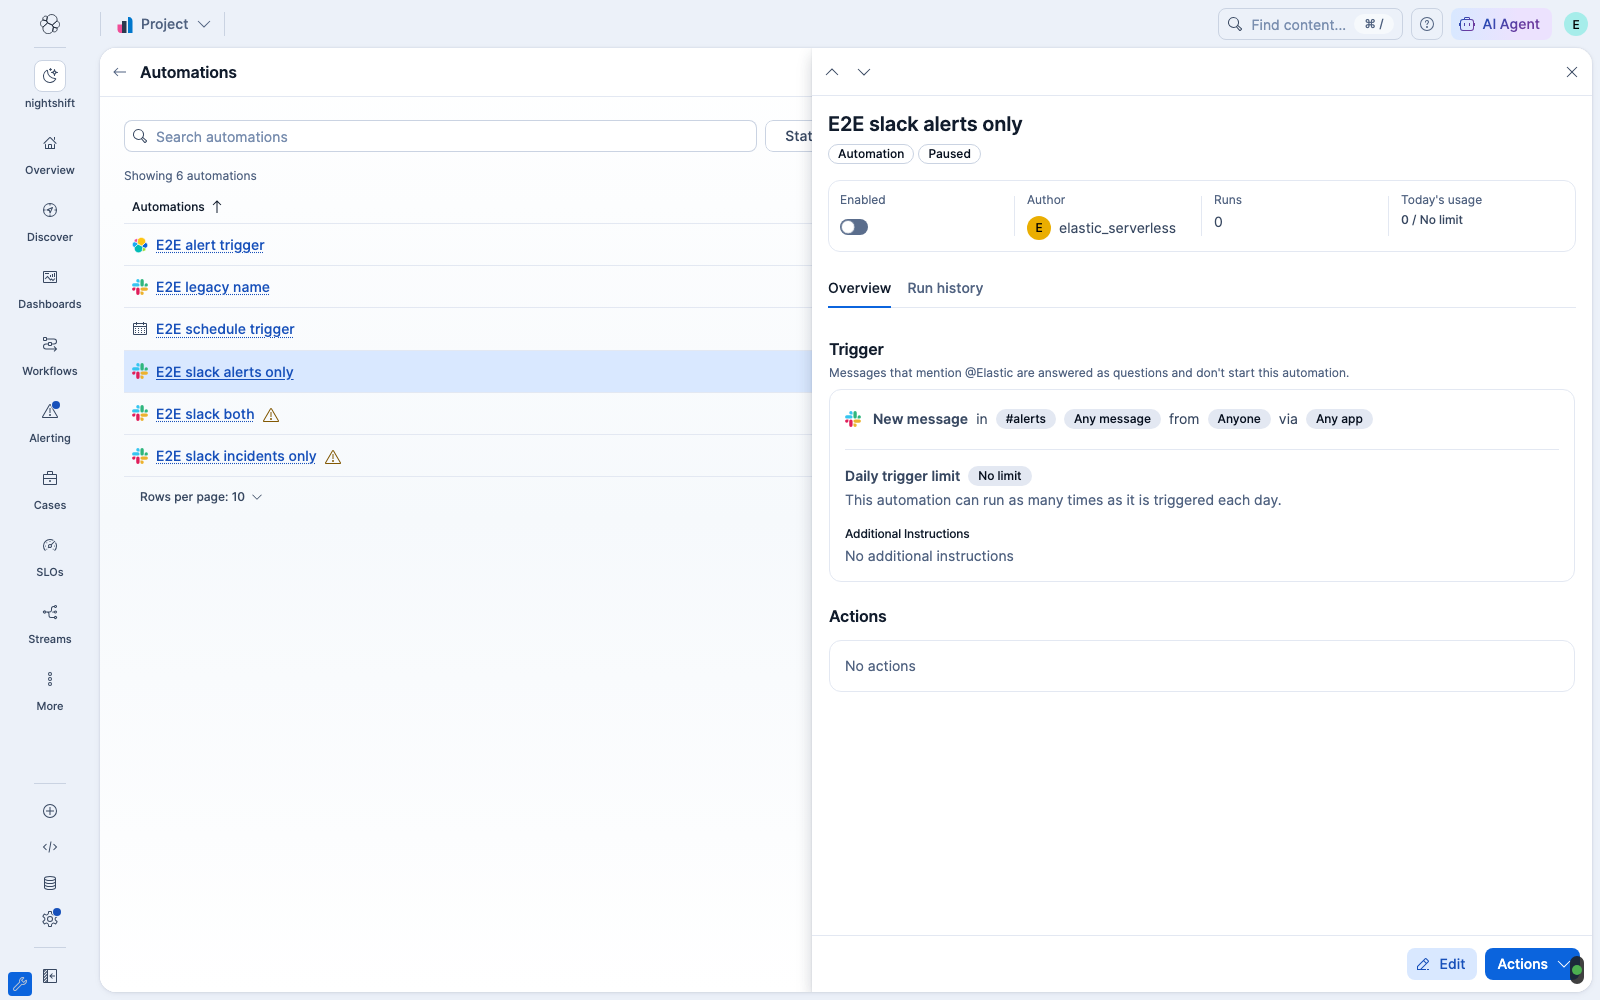 Project
Find content...
⌘ /
AI Agent
E
nightshift
Overview
Discover
Dashboards
Workflows
Alerting
Cases
SLOs
Streams
More
Automations
Search automations
Stat
Showing 6 automations
Automations
E2E alert trigger
E2E legacy name
E2E schedule trigger
E2E slack alerts only
E2E slack both
E2E slack incidents only
Rows per page: 10
E2E slack alerts only
Automation
Paused
Enabled
Author
E
elastic_serverless
Runs
0
Today's usage
0 / No limit
Overview
Run history
Trigger
Messages that mention @Elastic are answered as questions and don't start this automation.
New message in #alerts Any message from Anyone via Any app
Daily trigger limit No limit
This automation can run as many times as it is triggered each day.
Additional Instructions
No additional instructions
Actions
No actions
Edit
Actions